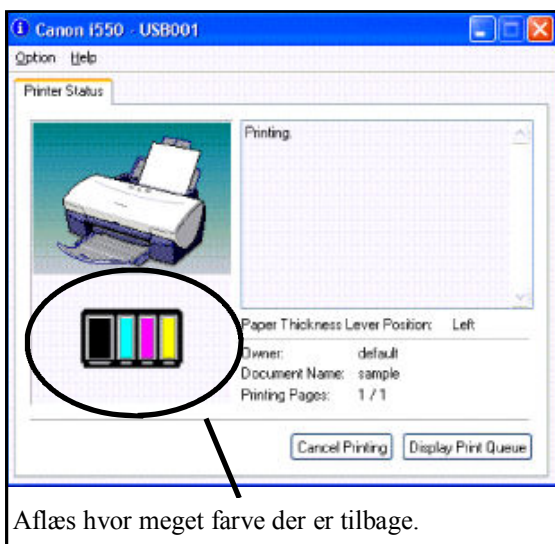 Canon i550 - USB001
Option Help
Printer Status
Printing.
Paper Thickness Lever Position: Left
Owner: default
Document Name: sample
Printing Pages: 1 / 1
Cancel Printing Display Print Queue
Aflæs hvor meget farve der er tilbage.